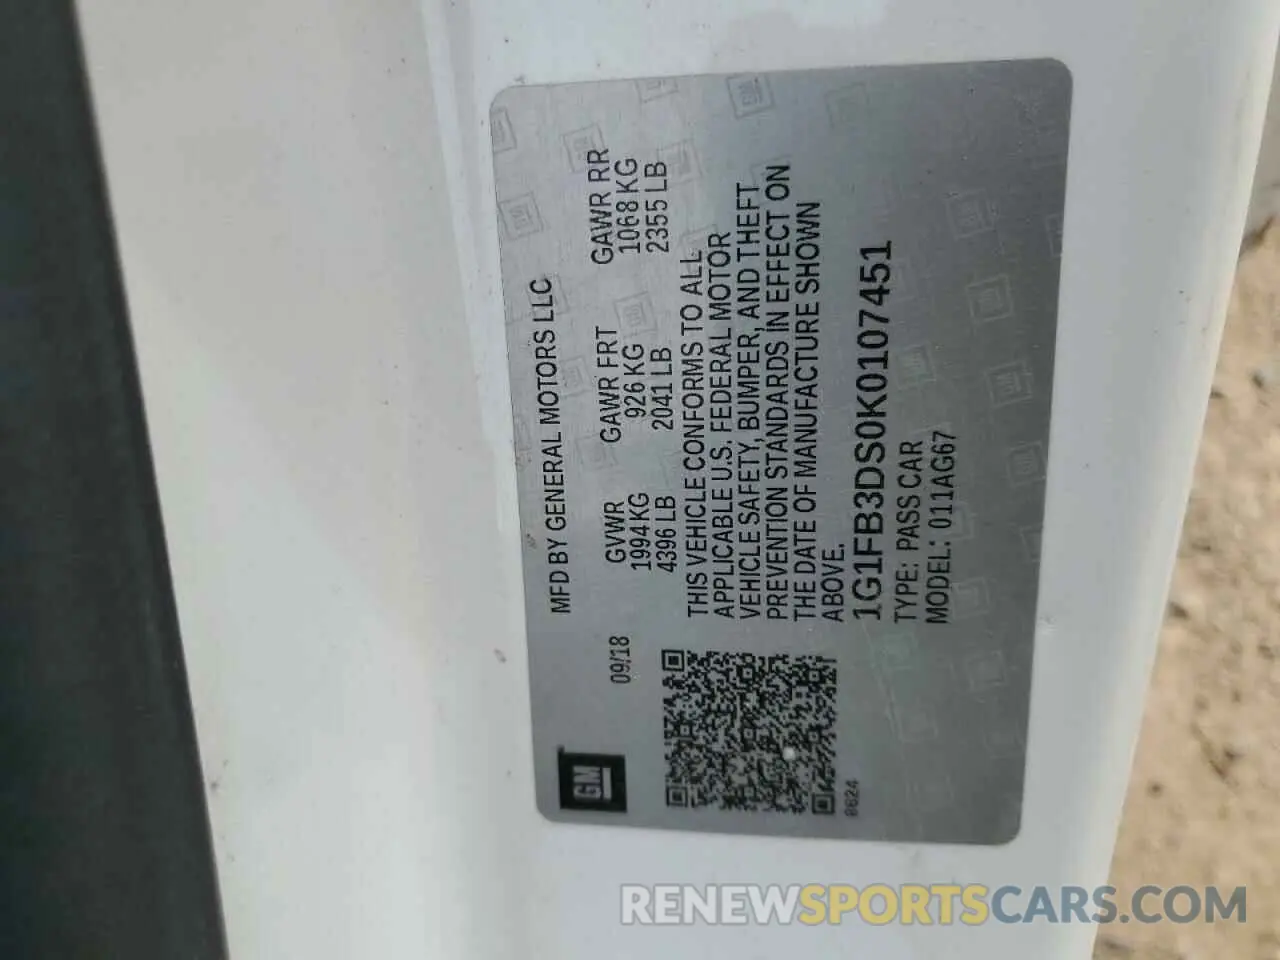 MFD BY GENERAL MOTORS LLC
09/18
GVWR GAWR FRT GAWR RR
1994 KG 926 KG 1068 KG
4396 LB 2041 LB 2355 LB
THIS VEHICLE CONFORMS TO ALL
APPLICABLE U.S. FEDERAL MOTOR
VEHICLE SAFETY, BUMPER, AND THEFT
PREVENTION STANDARDS IN EFFECT ON
THE DATE OF MANUFACTURE SHOWN
ABOVE.
1G1FB3DS0K0107451
TYPE: PASS CAR
MODEL: 011AG67
GM
0624
RENEWSPORTSCARS.COM